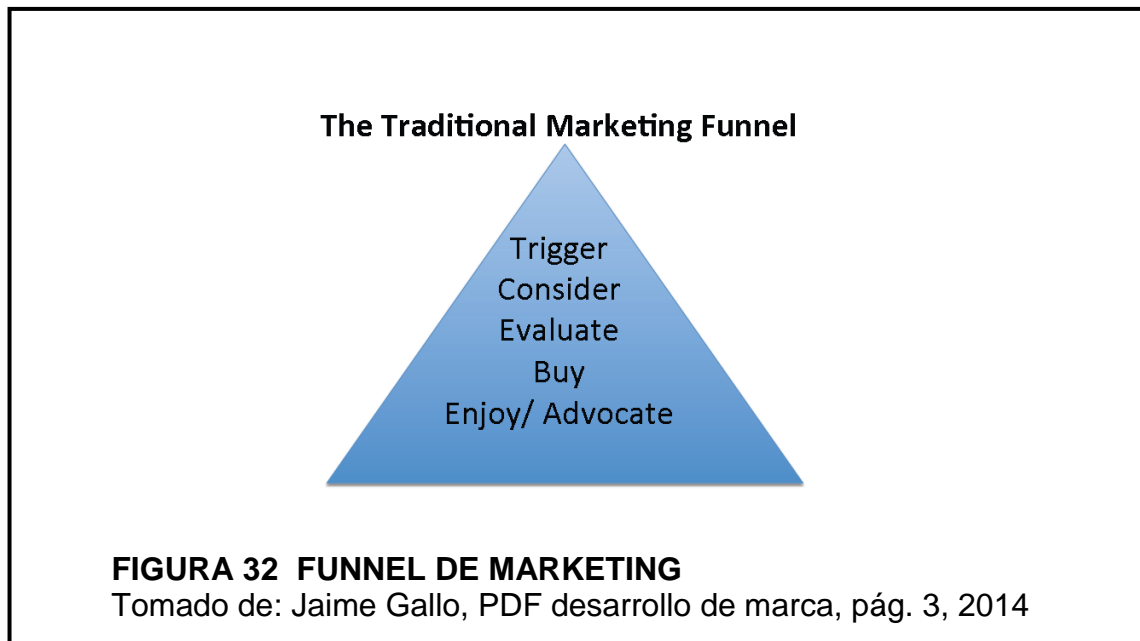 The Traditional Marketing Funnel
Trigger
Consider
Evaluate
Buy
Enjoy/ Advocate
FIGURA 32  FUNNEL DE MARKETING
Tomado de: Jaime Gallo, PDF desarrollo de marca, pág. 3, 2014